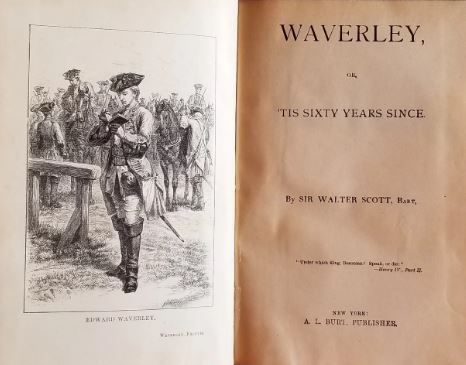 EDWARD WAVERLEY.
WAVERLEY,
OR,
'TIS SIXTY YEARS SINCE.
By SIR WALTER SCOTT, Bart,
"Under which King, Bezonian? Speak, or die."
—Henry IV., Part II.
NEW YORK:
A. L. BURT, PUBLISHER,